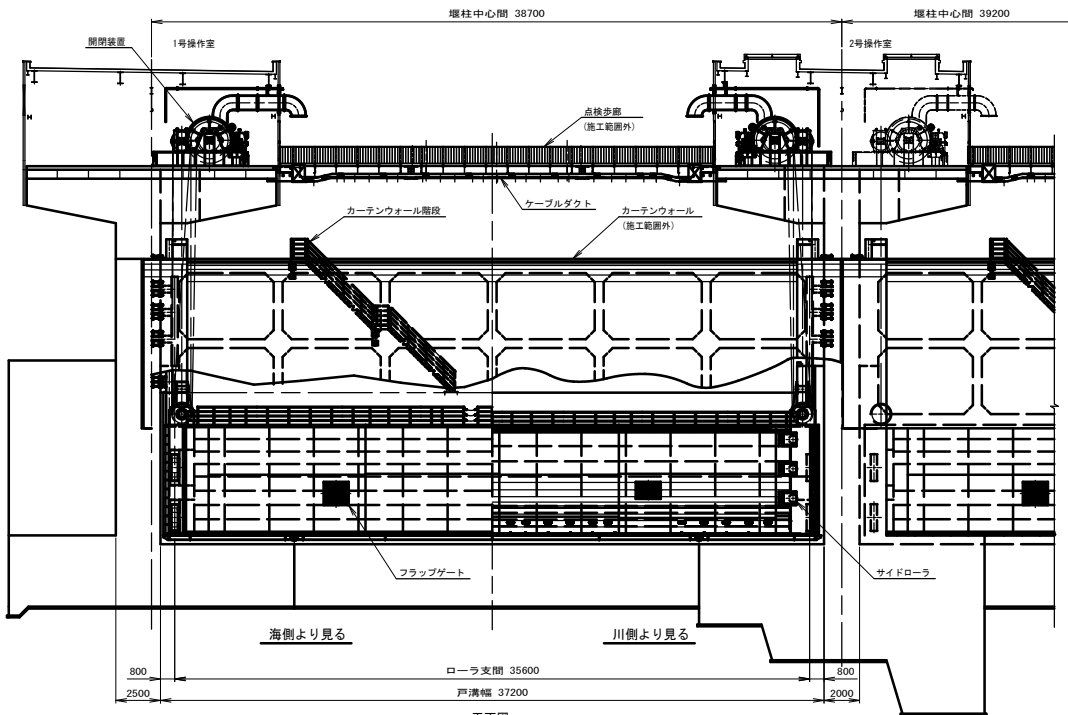 堰柱中心間 38700
堰柱中心間 39200
開閉装置
1号操作室
2号操作室
点検歩廊
(施工範囲外)
ケーブルダクト
カーテンウォール階段
カーテンウォール
(施工範囲外)
フラップゲート
サイドローラ
海側より見る
川側より見る
800
ローラ支間 35600
800
2500
戸溝幅 37200
2000